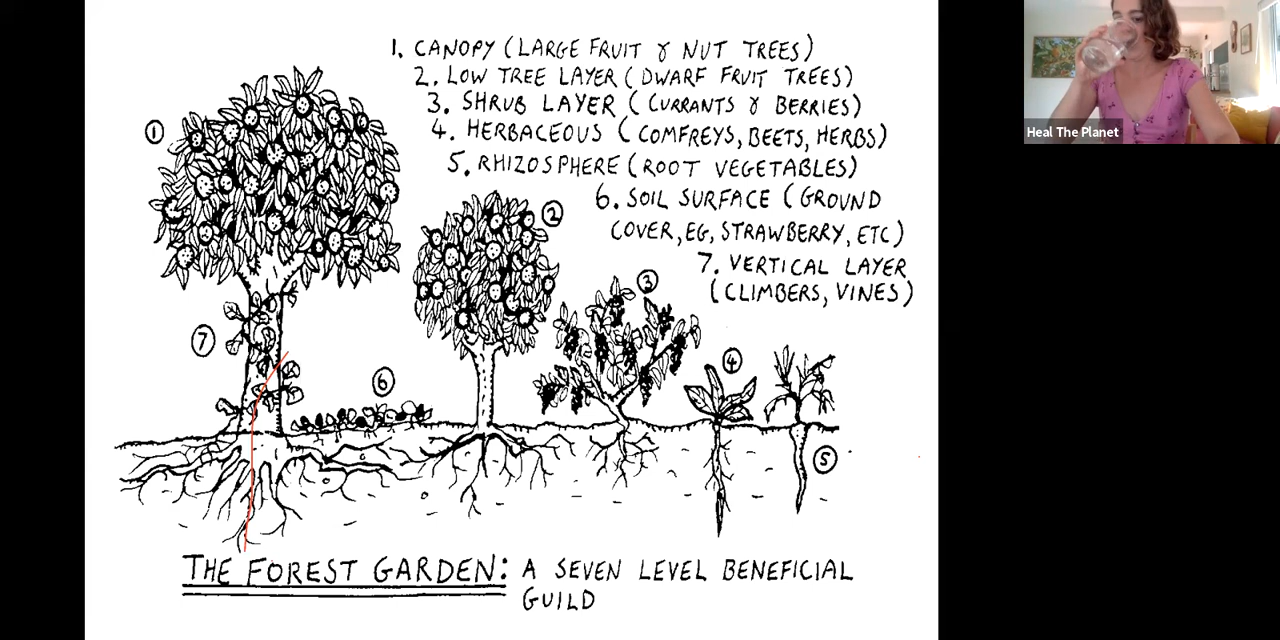 1. CANOPY (LARGE FRUIT & NUT TREES)
2. LOW TREE LAYER (DWARF FRUIT TREES)
3. SHRUB LAYER (CURRANTS & BERRIES)
4. HERBACEOUS (COMFREYS, BEETS, HERBS)
5. RHIZOSPHERE (ROOT VEGETABLES)
6. SOIL SURFACE (GROUND
COVER, EG, STRAWBERRY, ETC)
7. VERTICAL LAYER
(CLIMBERS, VINES)
1
2
3
7
6
4
5
THE FOREST GARDEN: A SEVEN LEVEL BENEFICIAL
GUILD
Heal The Planet